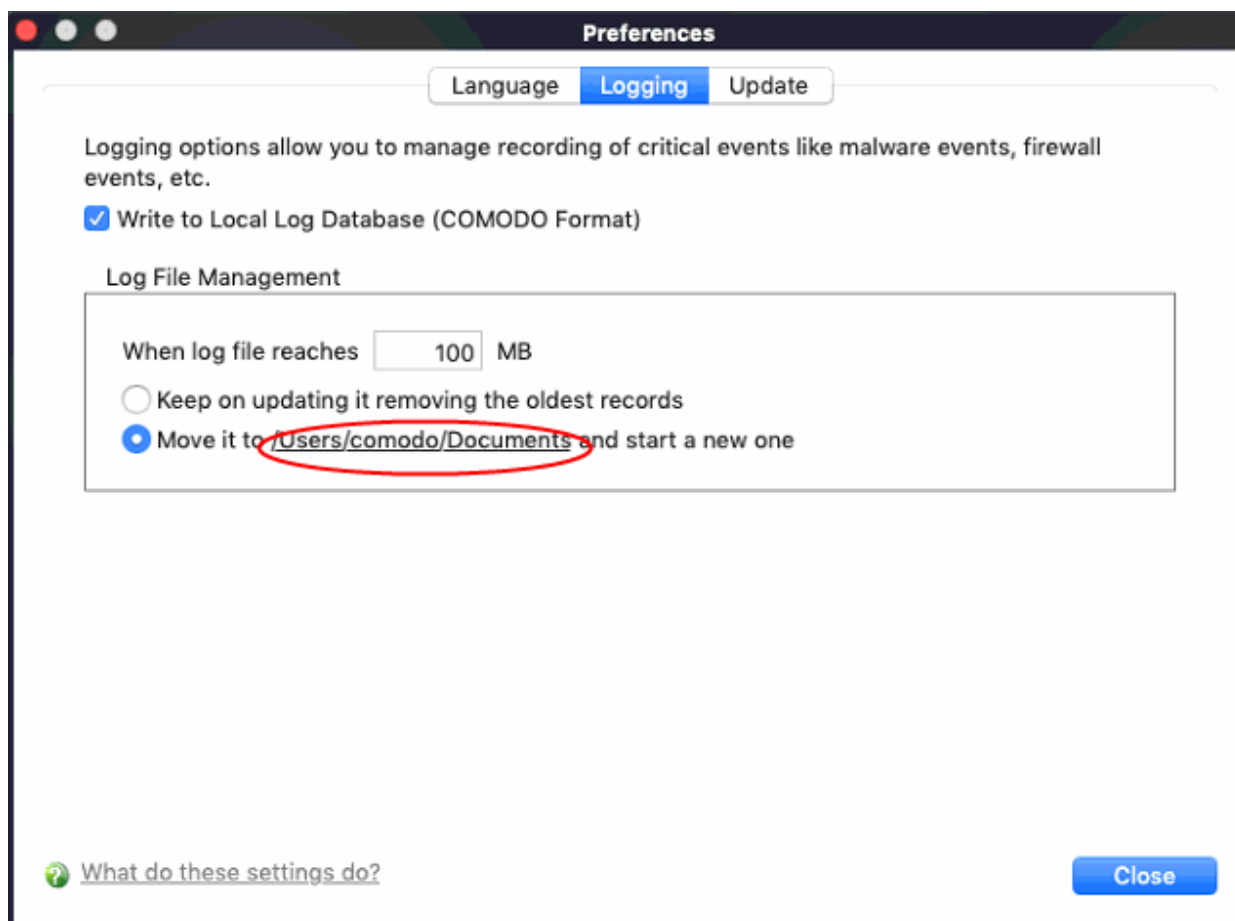 Preferences
Language Logging Update
Logging options allow you to manage recording of critical events like malware events, firewall
events, etc.
Write to Local Log Database (COMODO Format)
Log File Management
When log file reaches 100 MB
Keep on updating it removing the oldest records
Move it to /Users/comodo/Documents and start a new one
What do these settings do?
Close